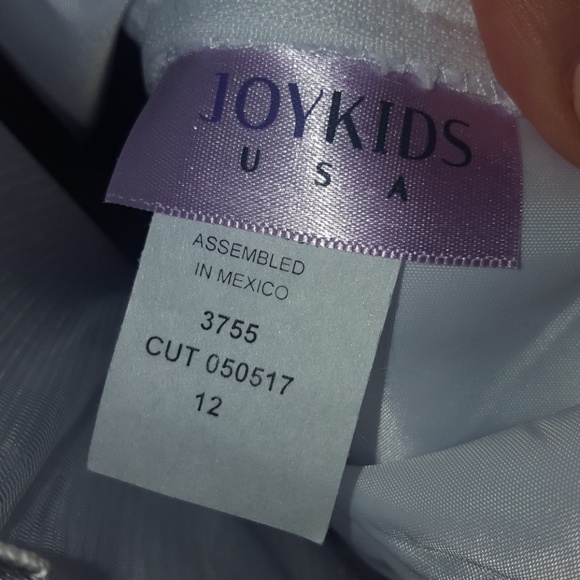 JOYKIDS
USA
ASSEMBLED
IN MEXICO
3755
CUT 050517
12